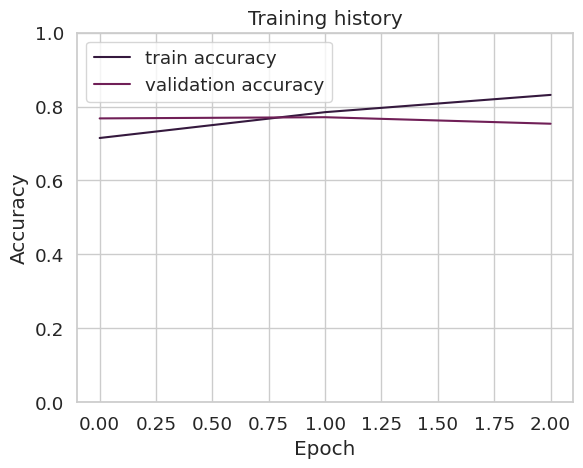 Training history
train accuracy
validation accuracy
Accuracy
1.0
0.8
0.6
0.4
0.2
0.0
0.00 0.25 0.50 0.75 1.00 1.25 1.50 1.75 2.00
Epoch